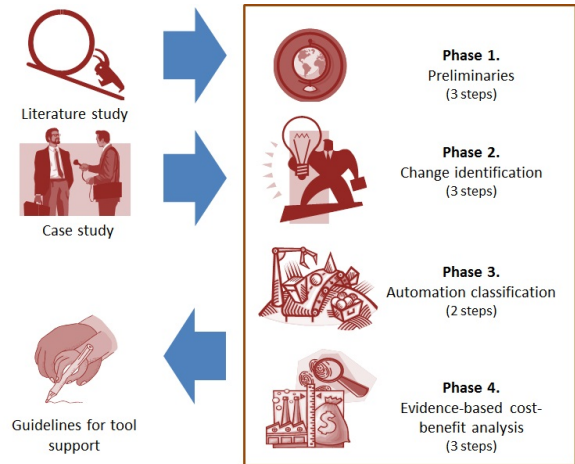 Literature study
Case study
Guidelines for tool
support
Phase 1.
Preliminaries
(3 steps)
Phase 2.
Change identification
(3 steps)
Phase 3.
Automation classification
(2 steps)
Phase 4.
Evidence-based cost-
benefit analysis
(3 steps)
$